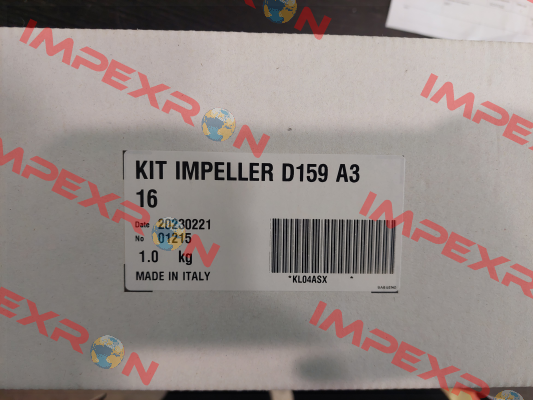 IMPEXRON
IMPEXRON
KIT IMPELLER D159 A3
16
Date 20230221
No 01215
1.0 kg
MADE IN ITALY
*KL04ASX *
IMPEXRON
IMPEXRON